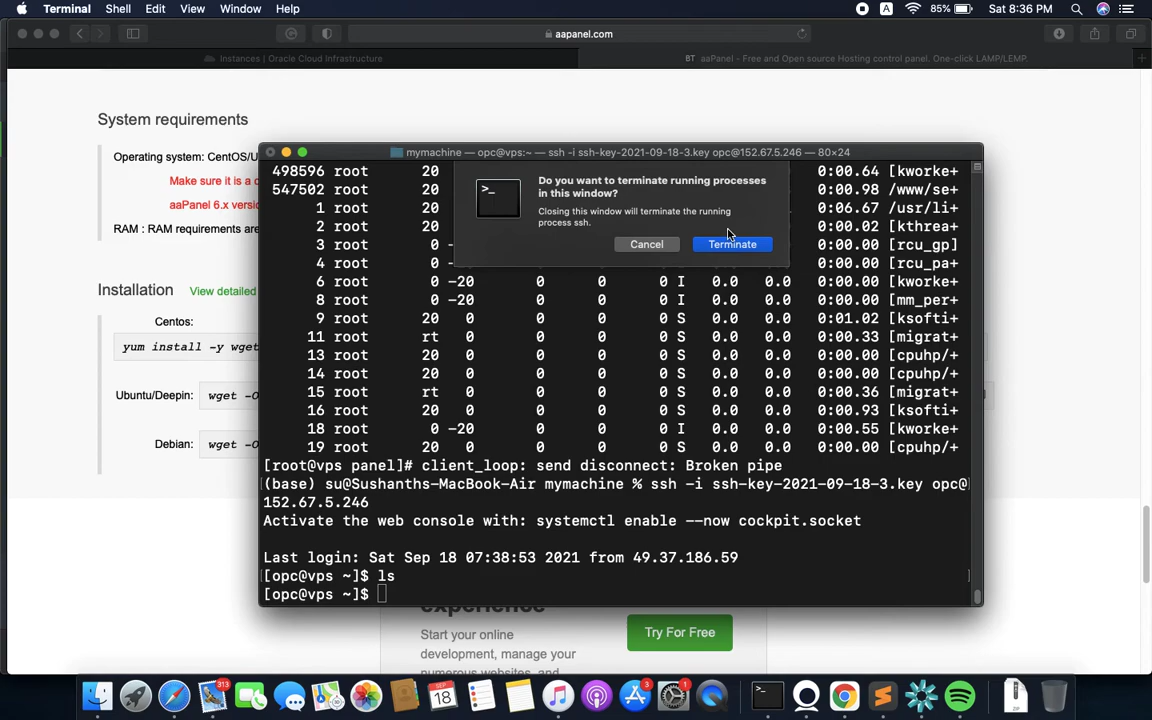 Terminal Shell Edit View Window Help
A 85% Sat 8:36 PM
aapanel.com
Instances | Oracle Cloud Infrastructure
BT aaPanel - Free and Open source Hosting control panel. One-click LAMP/LEMP.
System requirements
Operating system: CentOS/U
Make sure it is a c
aaPanel 6.x versi
RAM : RAM requirements are
Installation View detailed
Centos:
yum install -y wget
Ubuntu/Deepin: wget -O
Debian: wget -O
mymachine — opc@vps:~ — ssh -i ssh-key-2021-09-18-3.key opc@152.67.5.246 — 80×24
Do you want to terminate running processes
in this window?
Closing this window will terminate the running
process ssh.
Cancel Terminate
498596 root 20 0:00.64 [kworke+
547502 root 20 0:00.98 /www/se+
1 root 20 0:06.67 /usr/li+
2 root 20 0:00.02 [kthrea+
3 root 0 - 0:00.00 [rcu_gp]
4 root 0 - 0:00.00 [rcu_pa+
6 root 0 -20 0 0 0 I 0.0 0.0 0:00.00 [kworke+
8 root 0 -20 0 0 0 I 0.0 0.0 0:00.00 [mm_per+
9 root 20 0 0 0 0 S 0.0 0.0 0:01.02 [ksofti+
11 root rt 0 0 0 0 S 0.0 0.0 0:00.33 [migrat+
13 root 20 0 0 0 0 S 0.0 0.0 0:00.00 [cpuhp/+
14 root 20 0 0 0 0 S 0.0 0.0 0:00.00 [cpuhp/+
15 root rt 0 0 0 0 S 0.0 0.0 0:00.36 [migrat+
16 root 20 0 0 0 0 S 0.0 0.0 0:00.93 [ksofti+
18 root 0 -20 0 0 0 I 0.0 0.0 0:00.55 [kworke+
19 root 20 0 0 0 0 S 0.0 0.0 0:00.00 [cpuhp/+
[root@vps panel]# client_loop: send disconnect: Broken pipe
(base) su@Sushanths-MacBook-Air mymachine % ssh -i ssh-key-2021-09-18-3.key opc@
152.67.5.246
Activate the web console with: systemctl enable --now cockpit.socket
Last login: Sat Sep 18 07:38:53 2021 from 49.37.186.59
[opc@vps ~]$ ls
[opc@vps ~]$
experience
Start your online
development, manage your
numerous websites, and
Try For Free
313
SEP
18
3
1
ZIP